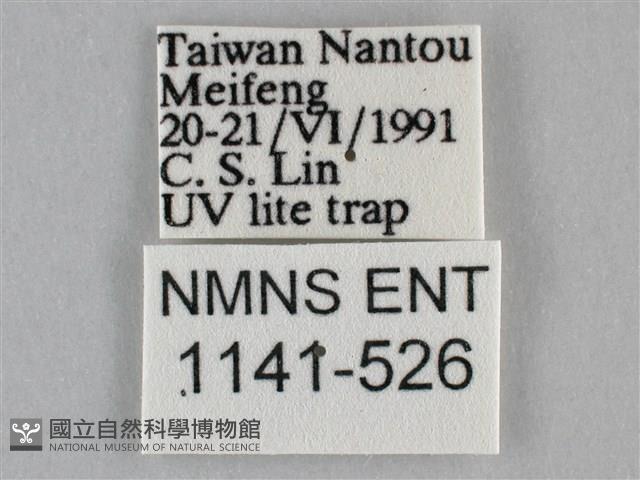 Taiwan Nantou
Meifeng
20-21/VI/1991
C. S. Lin
UV lite trap
NMNS ENT
1141-526
國立自然科學博物館
NATIONAL MUSEUM OF NATURAL SCIENCE